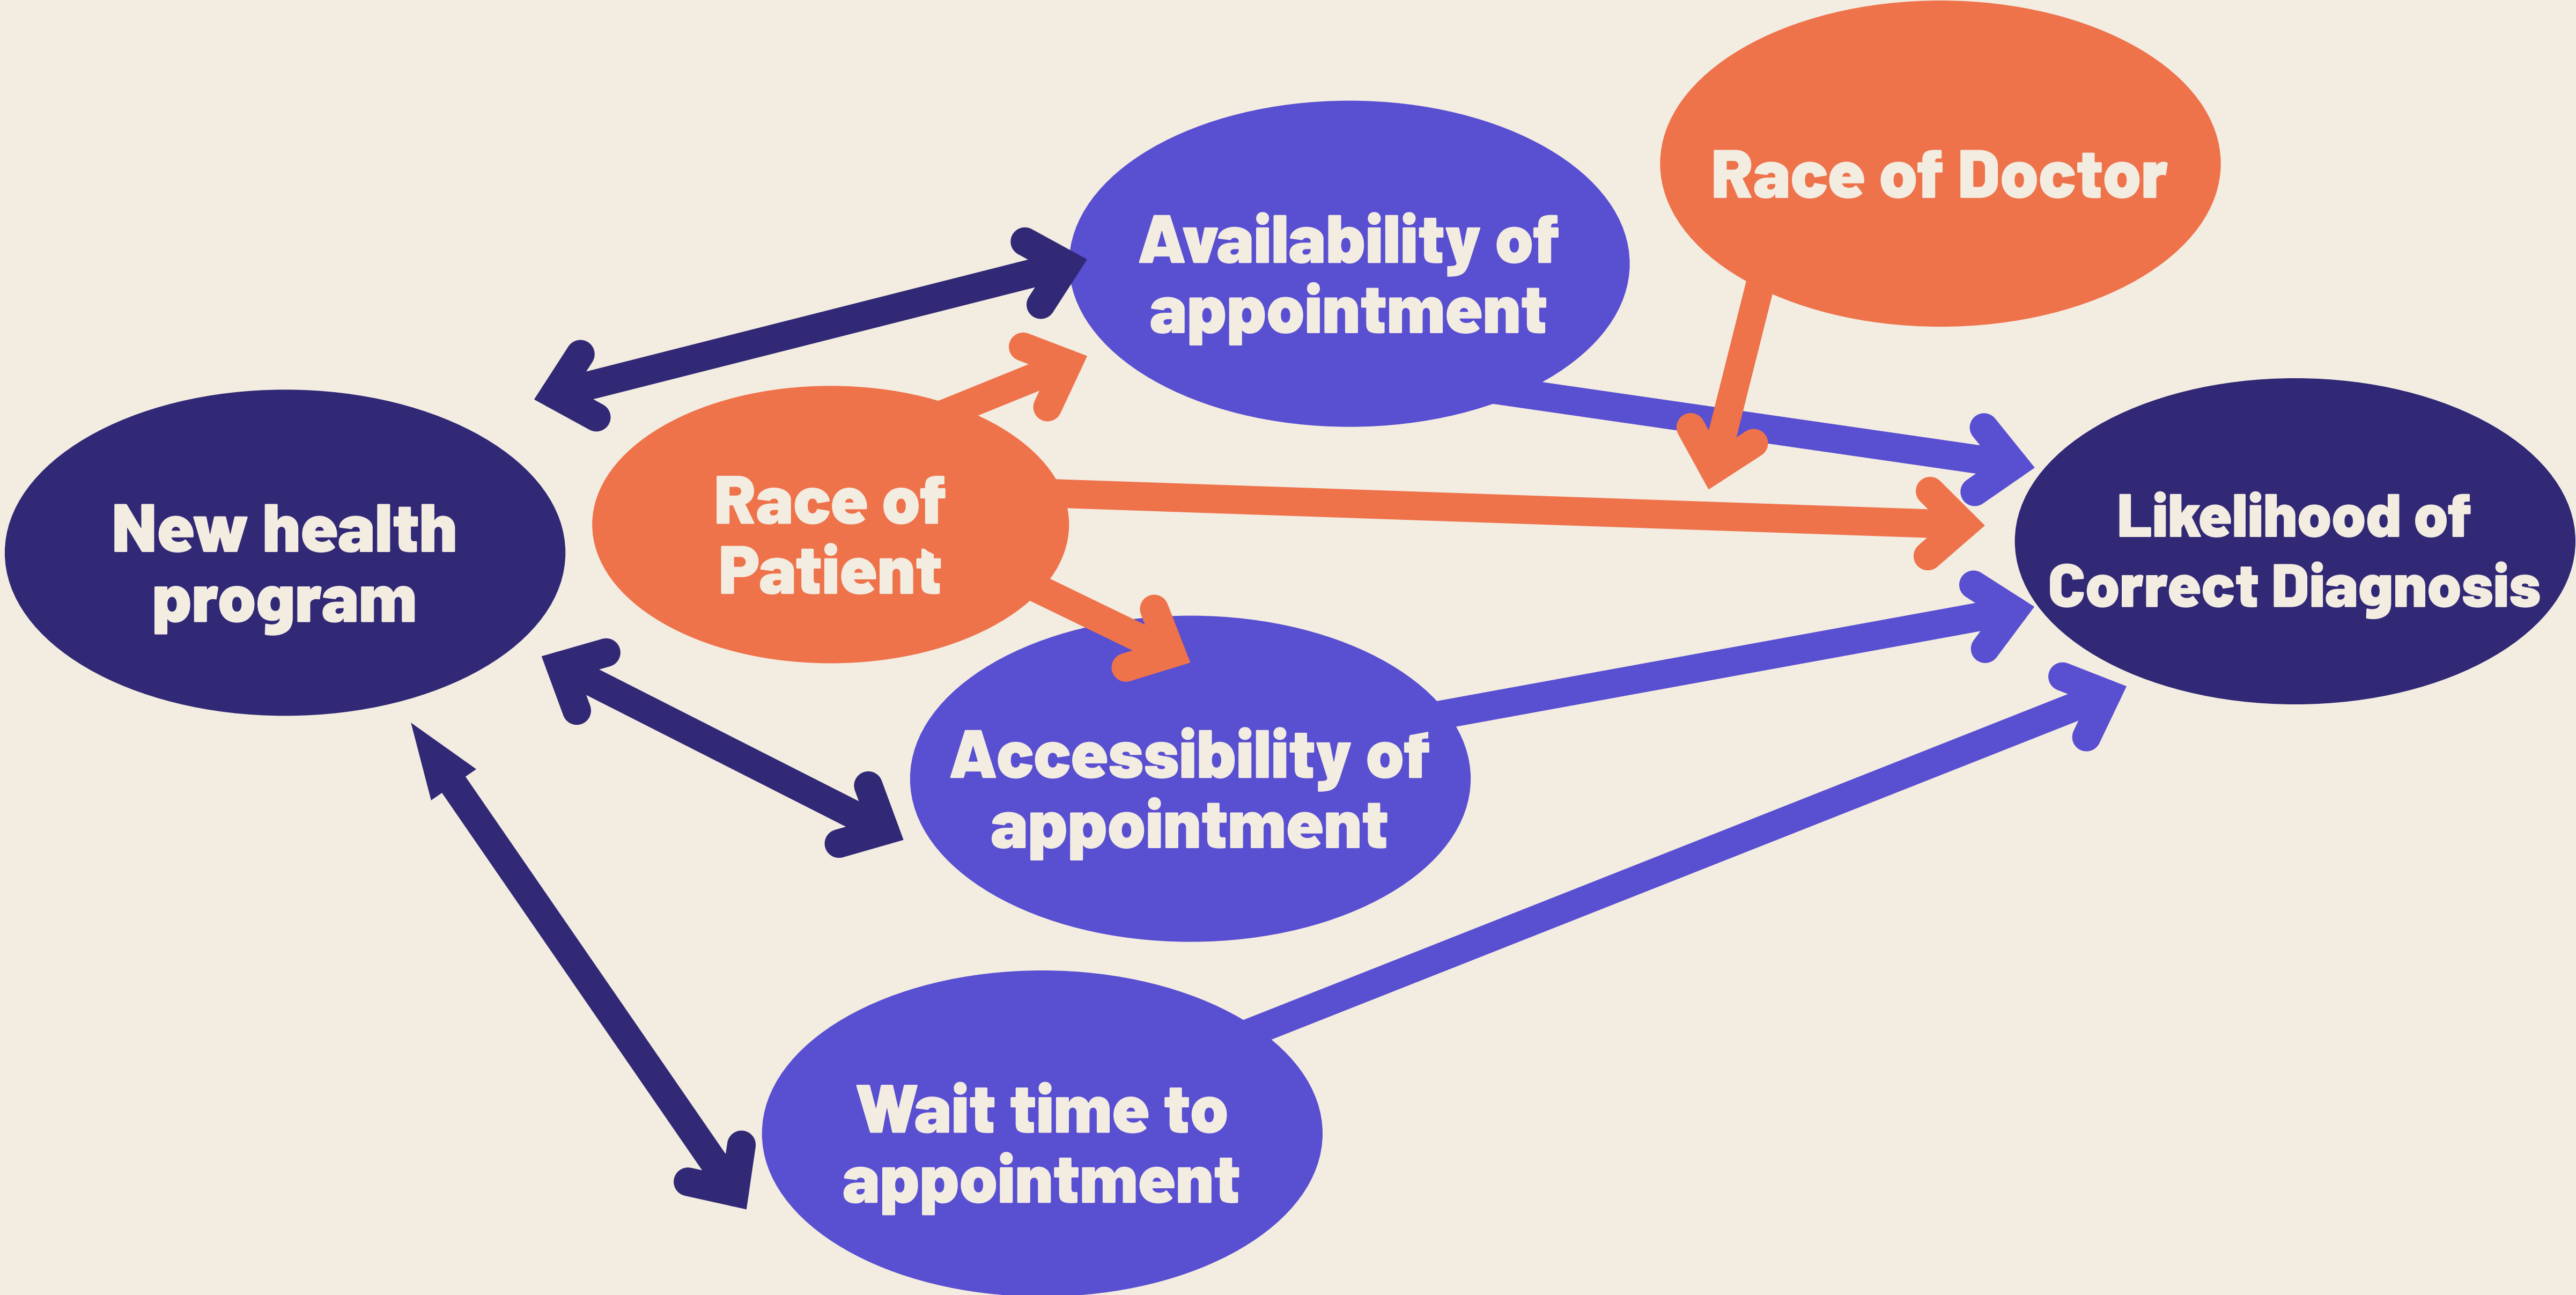 Race of Doctor
Availability of
appointment
New health
program
Race of
Patient
Likelihood of
Correct Diagnosis
Accessibility of
appointment
Wait time to
appointment